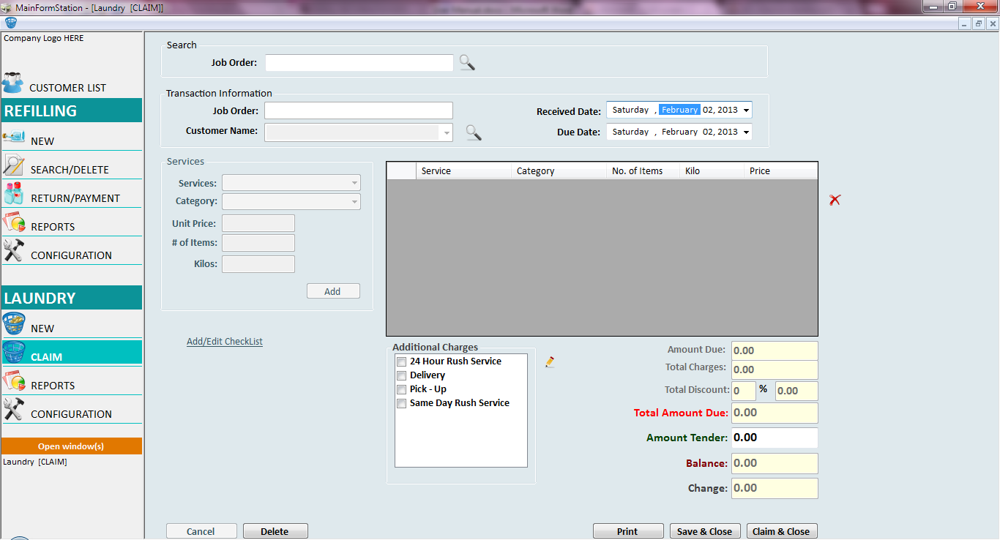 MainFormStation - [Laundry [CLAIM]]
Company Logo HERE
CUSTOMER LIST
REFILLING
NEW
SEARCH/DELETE
RETURN/PAYMENT
REPORTS
CONFIGURATION
LAUNDRY
NEW
CLAIM
REPORTS
CONFIGURATION
Open window(s)
Laundry [CLAIM]
Search
Job Order:
Transaction Information
Job Order:
Customer Name:
Received Date: Saturday , February 02, 2013
Due Date: Saturday , February 02, 2013
Services
Services:
Category:
Unit Price:
# of Items:
Kilos:
Add
Add/Edit CheckList
Service Category No. of Items Kilo Price
Additional Charges
24 Hour Rush Service
Delivery
Pick - Up
Same Day Rush Service
Amount Due: 0.00
Total Charges: 0.00
Total Discount: 0 % 0.00
Total Amount Due: 0.00
Amount Tender: 0.00
Balance: 0.00
Change: 0.00
Cancel Delete Print Save & Close Claim & Close